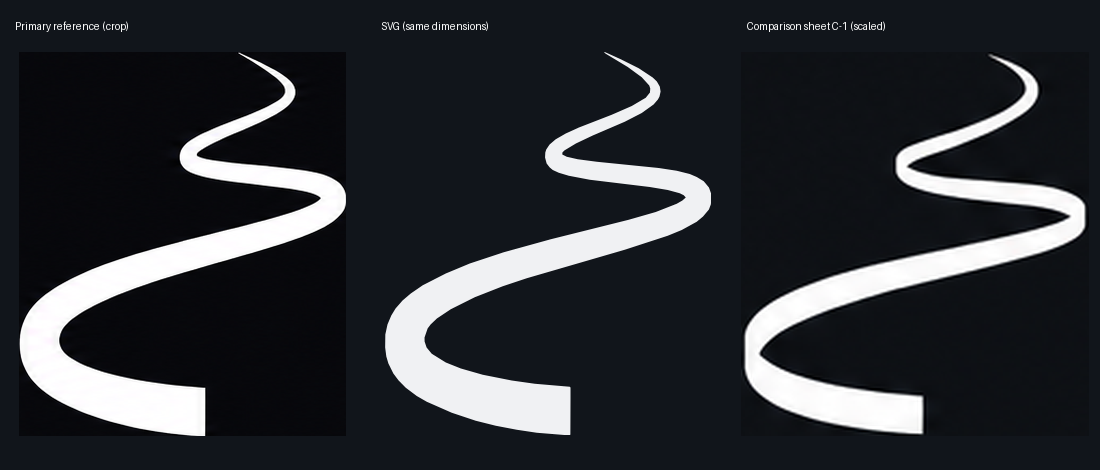 Primary reference (crop)
SVG (same dimensions)
Comparison sheet C-1 (scaled)